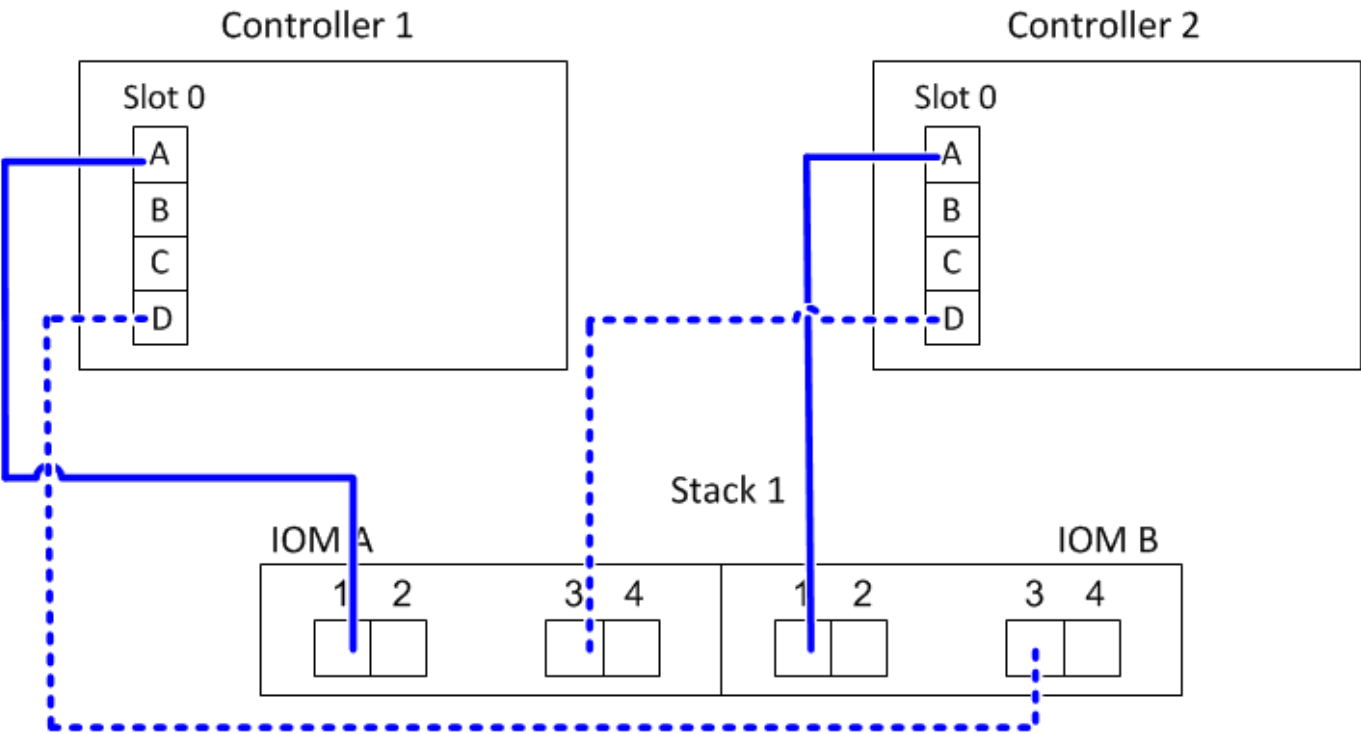 Controller 1
Controller 2
Slot 0
Slot 0
A
B
C
D
A
B
C
D
Stack 1
IOM A
IOM B
1 2 3 4 1 2 3 4